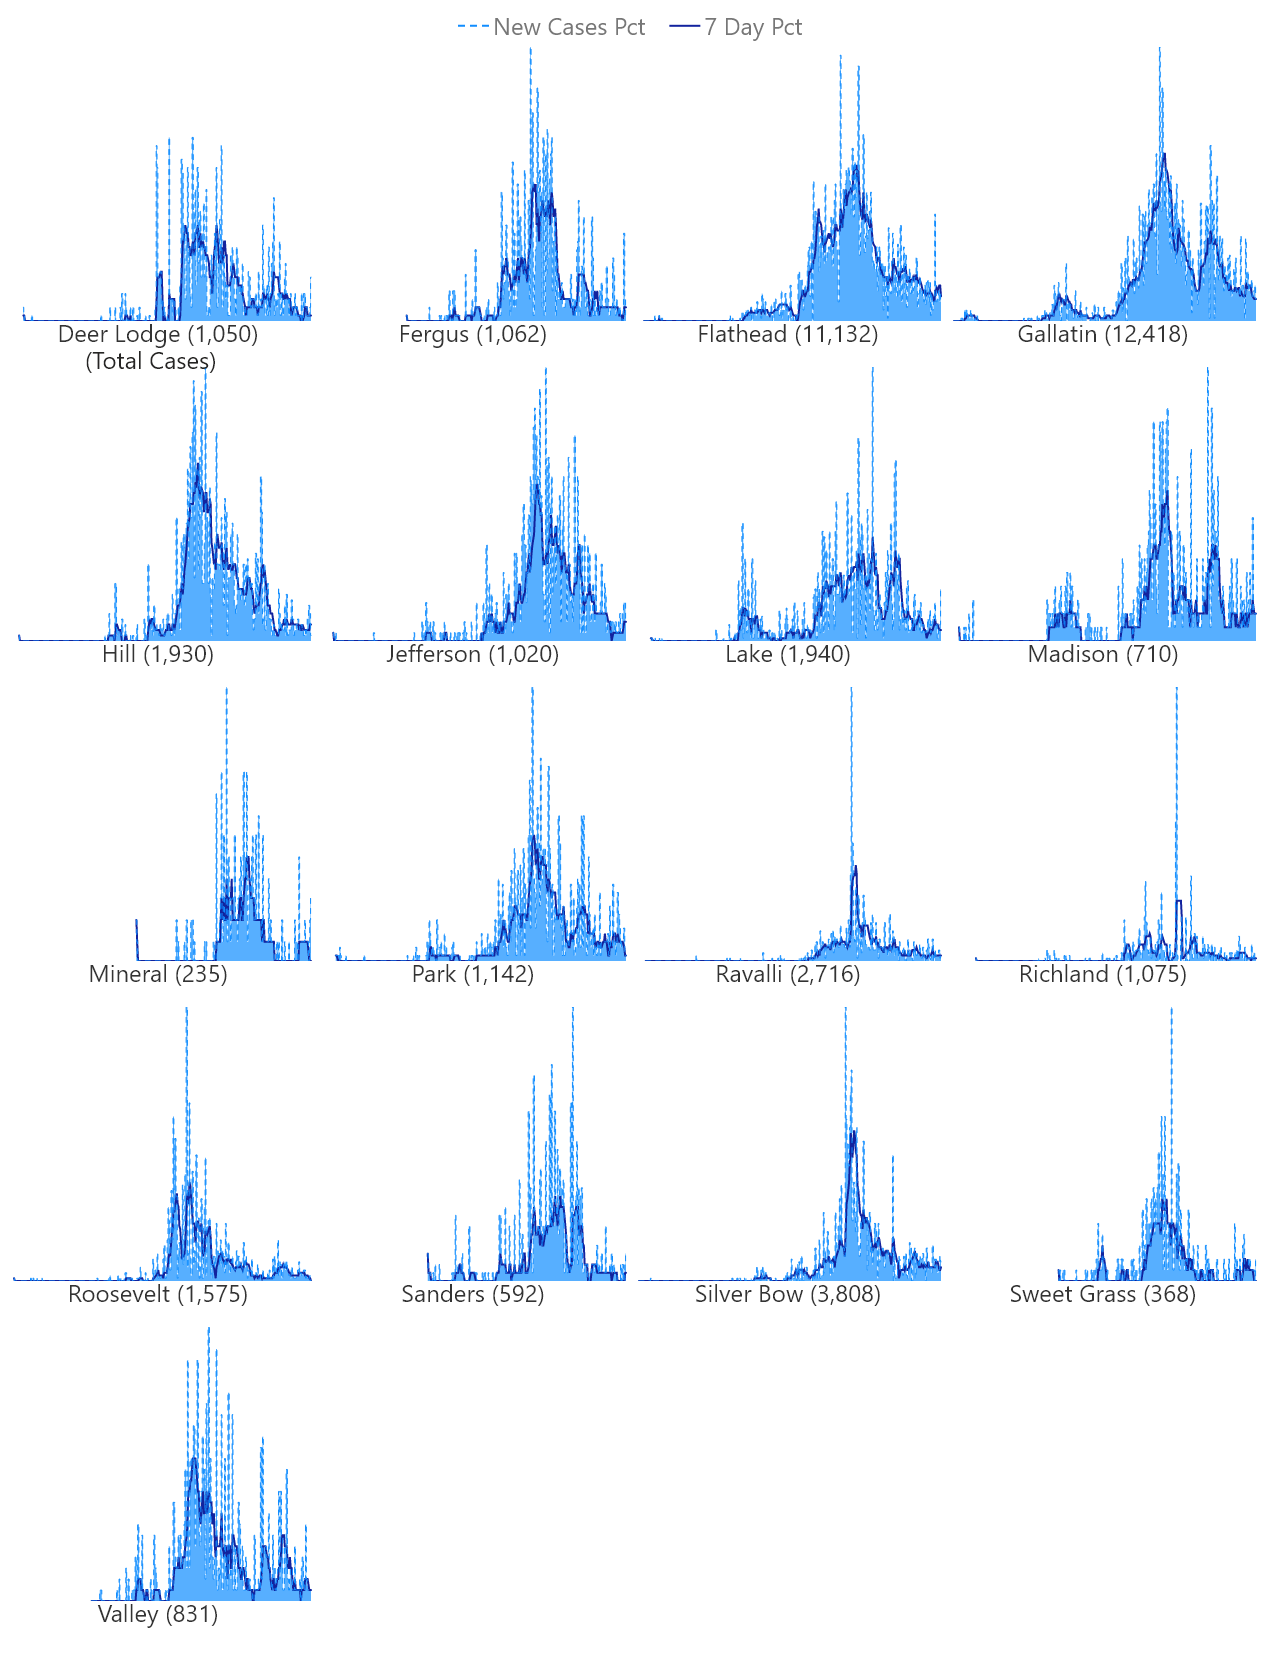 New Cases Pct 7 Day Pct
Deer Lodge (1,050)
(Total Cases)
Fergus (1,062)
Flathead (11,132)
Gallatin (12,418)
Hill (1,930)
Jefferson (1,020)
Lake (1,940)
Madison (710)
Mineral (235)
Park (1,142)
Ravalli (2,716)
Richland (1,075)
Roosevelt (1,575)
Sanders (592)
Silver Bow (3,808)
Sweet Grass (368)
Valley (831)